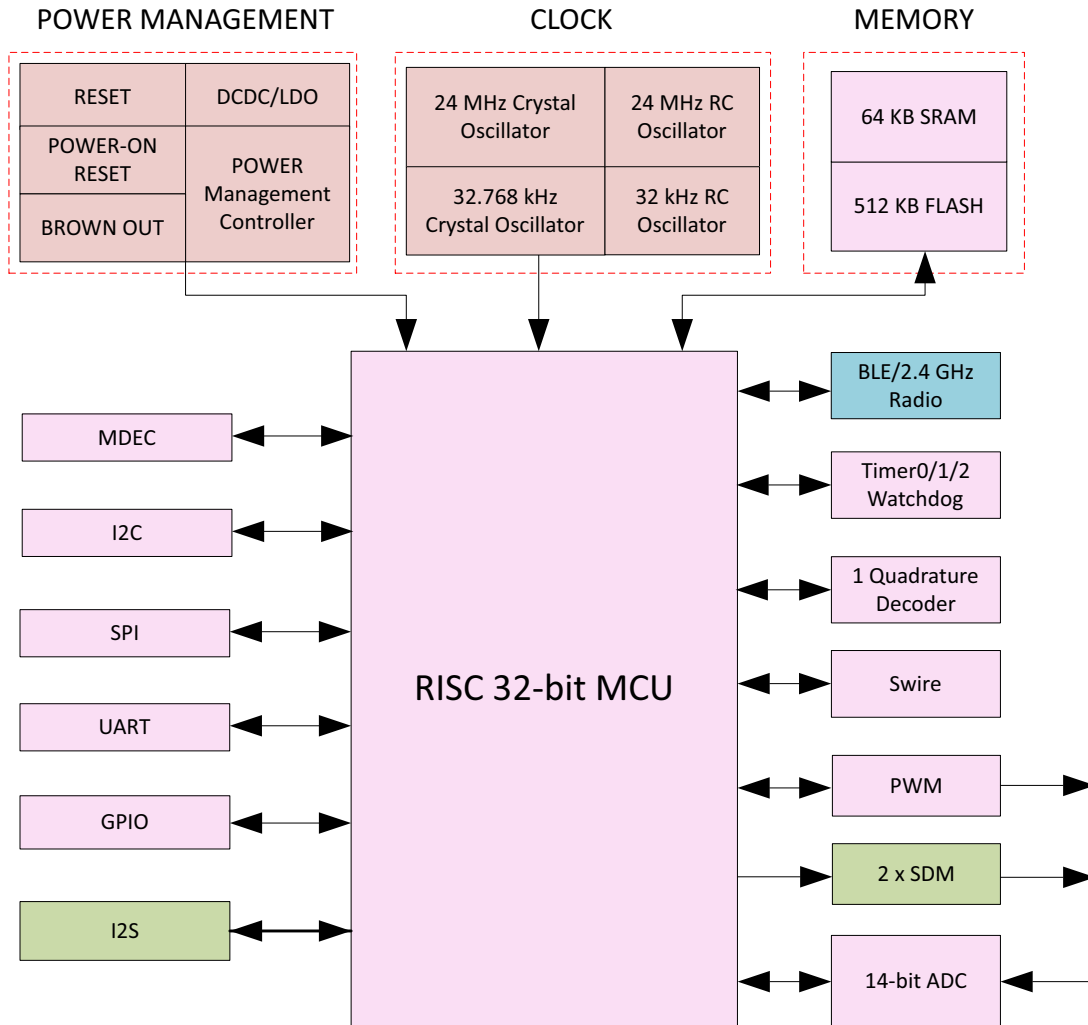 POWER MANAGEMENT
CLOCK
MEMORY
RESET
DCDC/LDO
POWER-ON
RESET
POWER
Management
Controller
BROWN OUT
24 MHz Crystal
Oscillator
24 MHz RC
Oscillator
32.768 kHz
Crystal Oscillator
32 kHz RC
Oscillator
64 KB SRAM
512 KB FLASH
MDEC
I2C
SPI
UART
GPIO
I2S
RISC 32-bit MCU
BLE/2.4 GHz
Radio
Timer0/1/2
Watchdog
1 Quadrature
Decoder
Swire
PWM
2 x SDM
14-bit ADC